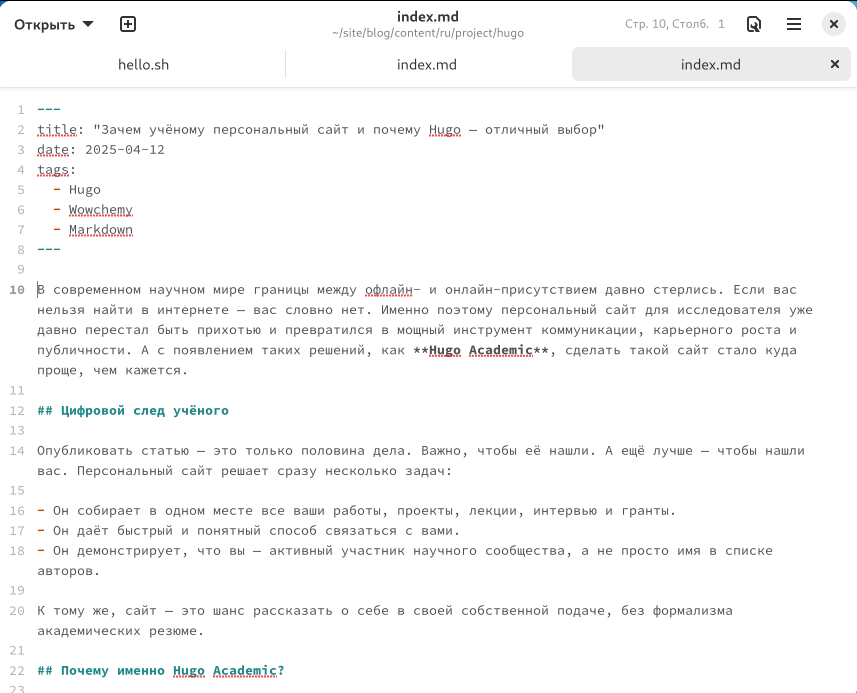 Открыть
index.md
~/site/blog/content/ru/project/hugo
Стр. 10, Столб. 1
hello.sh
index.md
index.md
1 ---
2 title: "Зачем учёному персональный сайт и почему Hugo — отличный выбор"
3 date: 2025-04-12
4 tags:
5 - Hugo
6 - Wowchemy
7 - Markdown
8 ---
9
10 В современном научном мире границы между офлайн- и онлайн-присутствием давно стерлись. Если вас
нельзя найти в интернете — вас словно нет. Именно поэтому персональный сайт для исследователя уже
давно перестал быть прихотью и превратился в мощный инструмент коммуникации, карьерного роста и
публичности. А с появлением таких решений, как **Hugo Academic**, сделать такой сайт стало куда
проще, чем кажется.
11
12 ## Цифровой след учёного
13
14 Опубликовать статью — это только половина дела. Важно, чтобы её нашли. А ещё лучше — чтобы нашли
вас. Персональный сайт решает сразу несколько задач:
15
16 - Он собирает в одном месте все ваши работы, проекты, лекции, интервью и гранты.
17 - Он даёт быстрый и понятный способ связаться с вами.
18 - Он демонстрирует, что вы — активный участник научного сообщества, а не просто имя в списке
авторов.
19
20 К тому же, сайт — это шанс рассказать о себе в своей собственной подаче, без формализма
академических резюме.
21
22 ## Почему именно Hugo Academic?
23